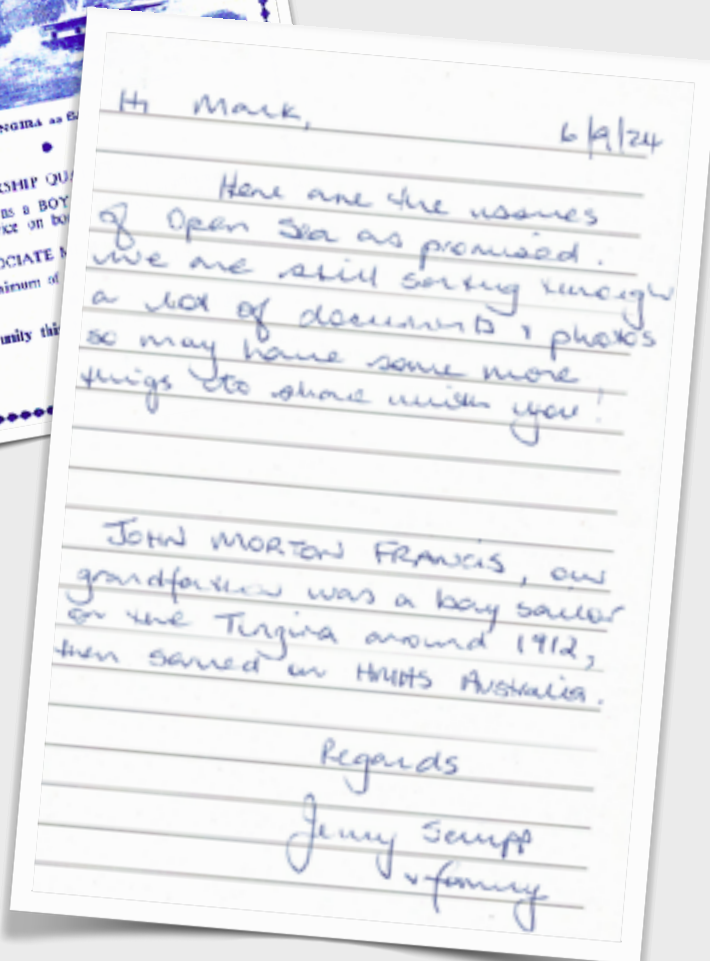 NGIRA as
RSHIP QU
as a BOY
ice on bo
OCIATE M
nimum of
unity this
Hi Mark,
6/9/24
Here are the issues
of Open Sea as promised.
We are still sorting through
a lot of documents & photos
so may have some more
things to share with you!
JOHN MORTON FRANCIS, our
grandfather was a boy sailor
on the Tingira around 1912,
then served on HMAS Australia.
Regards
Jenny
& family